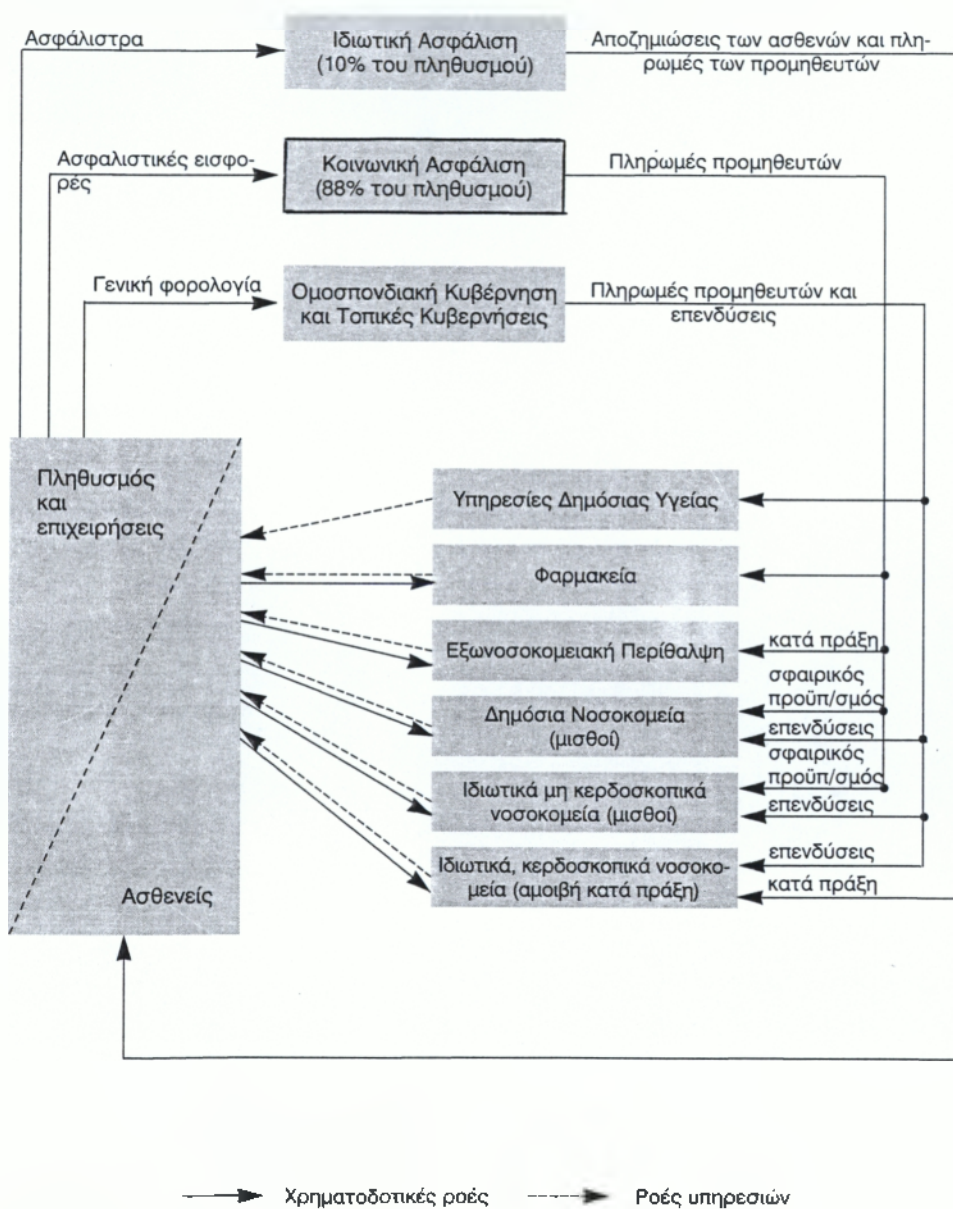 Ασφάλιστρα
Ιδιωτική Ασφάλιση
(10% του πληθυσμού)
Αποζημιώσεις των ασθενών και πλη-
ρωμές των προμηθευτών
Ασφαλιστικές εισφο-
ρές
Κοινωνική Ασφάλιση
(88% του πληθυσμού)
Πληρωμές προμηθευτών
Γενική φορολογία
Ομοσπονδιακή Κυβέρνηση
και Τοπικές Κυβερνήσεις
Πληρωμές προμηθευτών και
επενδύσεις
Πληθυσμός
και
επιχειρήσεις
Ασθενείς
Υπηρεσίες Δημόσιας Υγείας
Φαρμακεία
Εξωνοσοκομειακή Περίθαλψη
κατά πράξη
Δημόσια Νοσοκομεία
(μισθοί)
σφαιρικός
προϋπ/σμός
επενδύσεις
Ιδιωτικά μη κερδοσκοπικά
νοσοκομεία (μισθοί)
σφαιρικός
προϋπ/σμός
επενδύσεις
Ιδιωτικά, κερδοσκοπικά νοσοκο-
μεία (αμοιβή κατά πράξη)
επενδύσεις
κατά πράξη
Χρηματοδοτικές ροές
Ροές υπηρεσιών